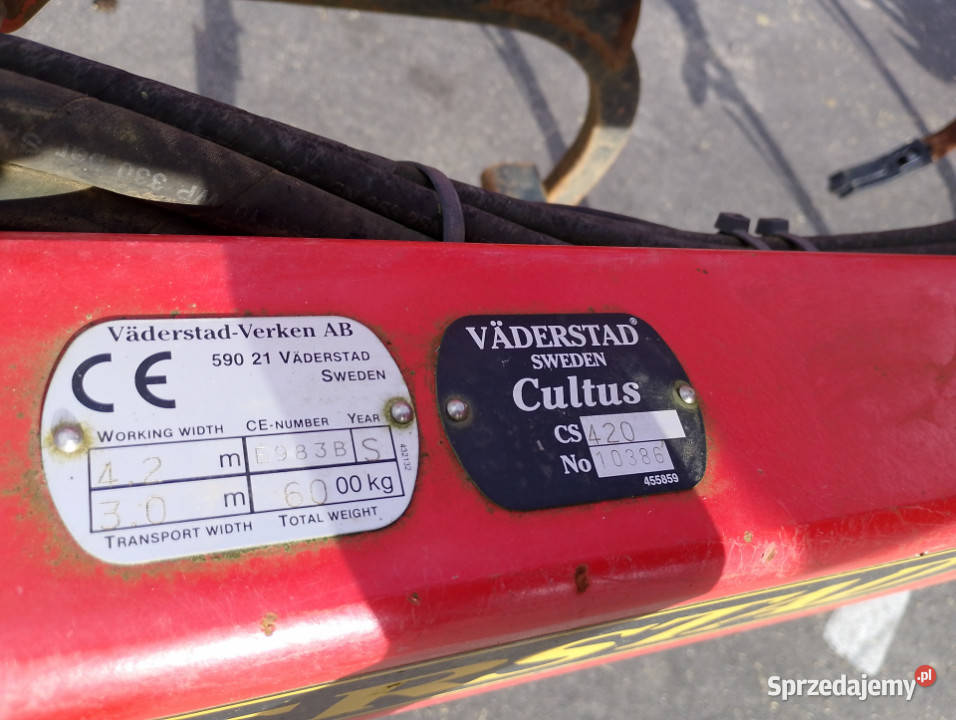 Väderstad-Verken AB
CE
590 21 VÄDERSTAD
SWEDEN
WORKING WIDTH CE-NUMBER YEAR
4.2 m E983B S
3.0 m 6000 kg
TRANSPORT WIDTH TOTAL WEIGHT
432132
VÄDERSTAD®
SWEDEN
Cultus
CS 420
No 10386
455859
Sprzedajemy.pl